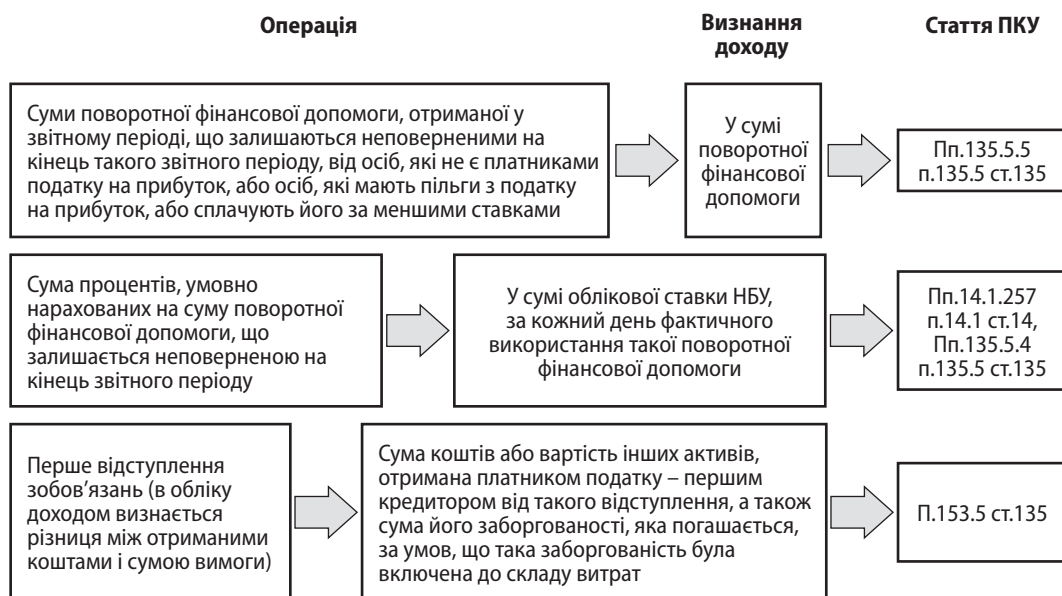 Операція
Визнання
доходу
Стаття ПКУ
Суми поворотної фінансової допомоги, отриманої у
звітному періоді, що залишаються неповерненими на
кінець такого звітного періоду, від осіб, які не є платниками
податку на прибуток, або осіб, які мають пільги з податку
на прибуток, або сплачують його за меншими ставками
У сумі
поворотної
фінансової
допомоги
Пп.135.5.5
п.135.5 ст.135
Сума процентів, умовно
нарахованих на суму поворотної
фінансової допомоги, що
залишається неповерненою на
кінець звітного періоду
У сумі облікової ставки НБУ,
за кожний день фактичного
використання такої поворотної
фінансової допомоги
Пп.14.1.257
п.14.1 ст.14,
Пп.135.5.4
п.135.5 ст.135
Перше відступлення
зобов’язань (в обліку
доходом визнається
різниця між отриманими
коштами і сумою вимоги)
Сума коштів або вартість інших активів,
отримана платником податку – першим
кредитором від такого відступлення, а також
сума його заборгованості, яка погашається,
за умов, що така заборгованість була
включена до складу витрат
П.153.5 ст.135